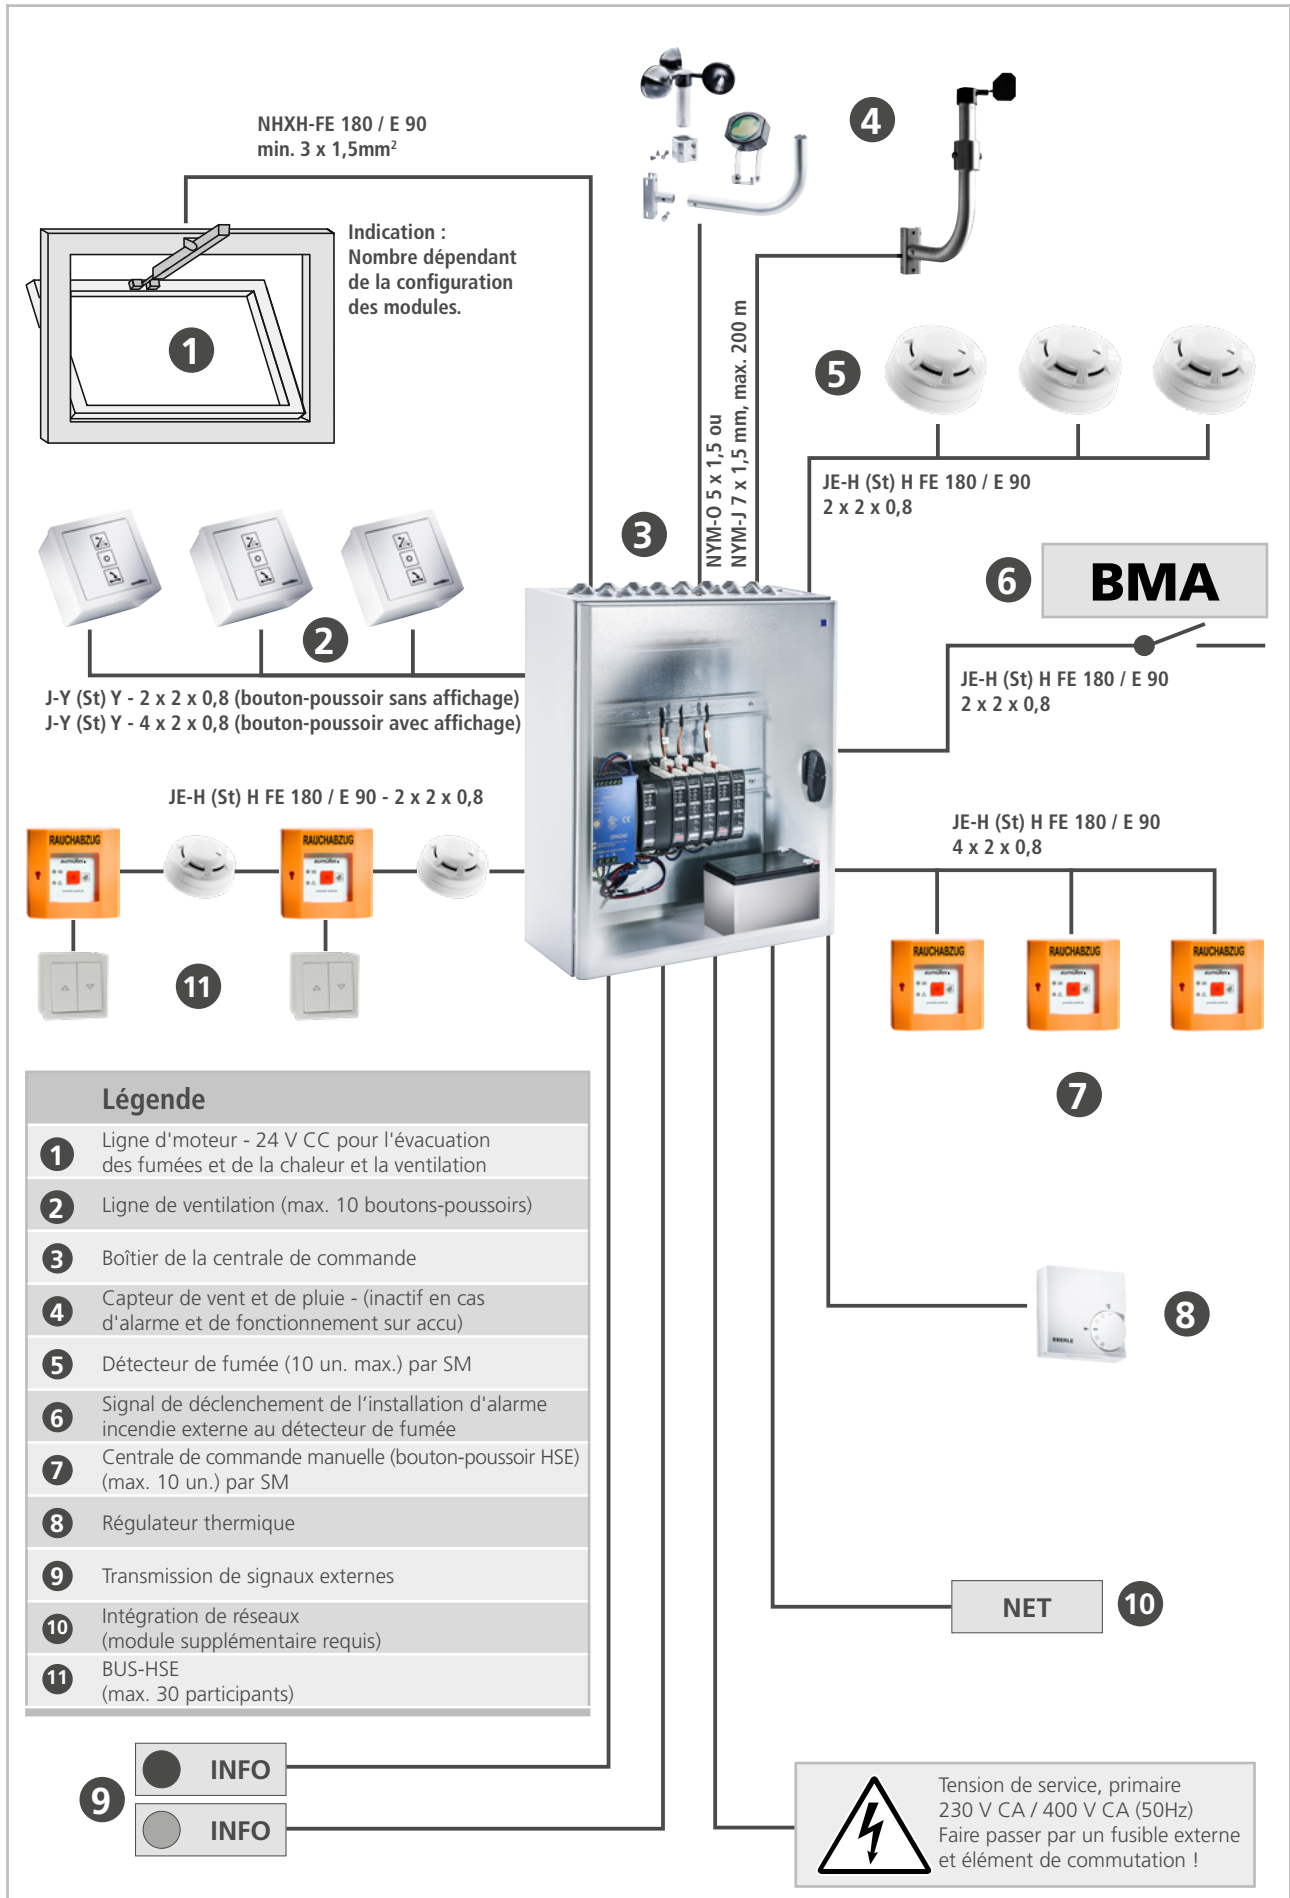 NHXH-FE 180 / E 90
min. 3 x 1,5mm²
4
Indication :
Nombre dépendant
de la configuration
des modules.
1
NYM-O 5 x 1,5 ou
NYM-J 7 x 1,5 mm, max. 200 m
5
JE-H (St) H FE 180 / E 90
2 x 2 x 0,8
3
6
BMA
JE-H (St) H FE 180 / E 90
2 x 2 x 0,8
2
J-Y (St) Y - 2 x 2 x 0,8 (bouton-poussoir sans affichage)
J-Y (St) Y - 4 x 2 x 0,8 (bouton-poussoir avec affichage)
JE-H (St) H FE 180 / E 90 - 2 x 2 x 0,8
RAUCHABZUG
aumüller
RAUCHABZUG
aumüller
11
JE-H (St) H FE 180 / E 90
4 x 2 x 0,8
RAUCHABZUG
aumüller
RAUCHABZUG
aumüller
RAUCHABZUG
aumüller
7
Légende
1 Ligne d'moteur - 24 V CC pour l'évacuation
des fumées et de la chaleur et la ventilation
2 Ligne de ventilation (max. 10 boutons-poussoirs)
3 Boîtier de la centrale de commande
4 Capteur de vent et de pluie - (inactif en cas
d'alarme et de fonctionnement sur accu)
5 Détecteur de fumée (10 un. max.) par SM
6 Signal de déclenchement de l’installation d'alarme
incendie externe au détecteur de fumée
7 Centrale de commande manuelle (bouton-poussoir HSE)
(max. 10 un.) par SM
8 Régulateur thermique
9 Transmission de signaux externes
10 Intégration de réseaux
(module supplémentaire requis)
11 BUS-HSE
(max. 30 participants)
EBERLE
8
NET
10
9
INFO
INFO
Tension de service, primaire
230 V CA / 400 V CA (50Hz)
Faire passer par un fusible externe
et élément de commutation !